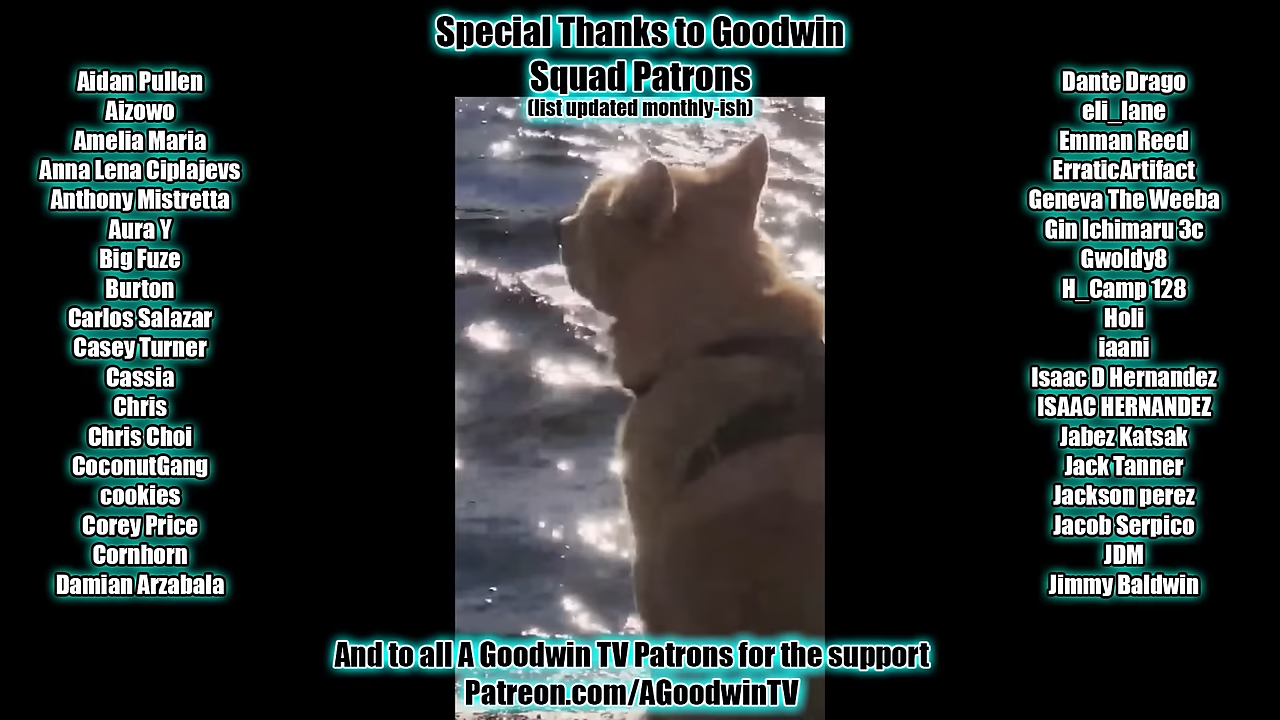 Special Thanks to Goodwin
Squad Patrons
(list updated monthly-ish)
Aidan Pullen
Aizowo
Amelia Maria
Anna Lena Ciplajevs
Anthony Mistretta
Aura Y
Big Fuze
Burton
Carlos Salazar
Casey Turner
Cassia
Chris
Chris Choi
CoconutGang
cookies
Corey Price
Cornhorn
Damian Arzabala
Dante Drago
eli_lane
Emman Reed
ErraticArtifact
Geneva The Weeba
Gin Ichimaru 3c
Gwoldy8
H_Camp 128
Holi
iaani
Isaac D Hernandez
ISAAC HERNANDEZ
Jabez Katsak
Jack Tanner
Jackson perez
Jacob Serpico
JDM
Jimmy Baldwin
And to all A Goodwin TV Patrons for the support
Patreon.com/AGoodwinTV